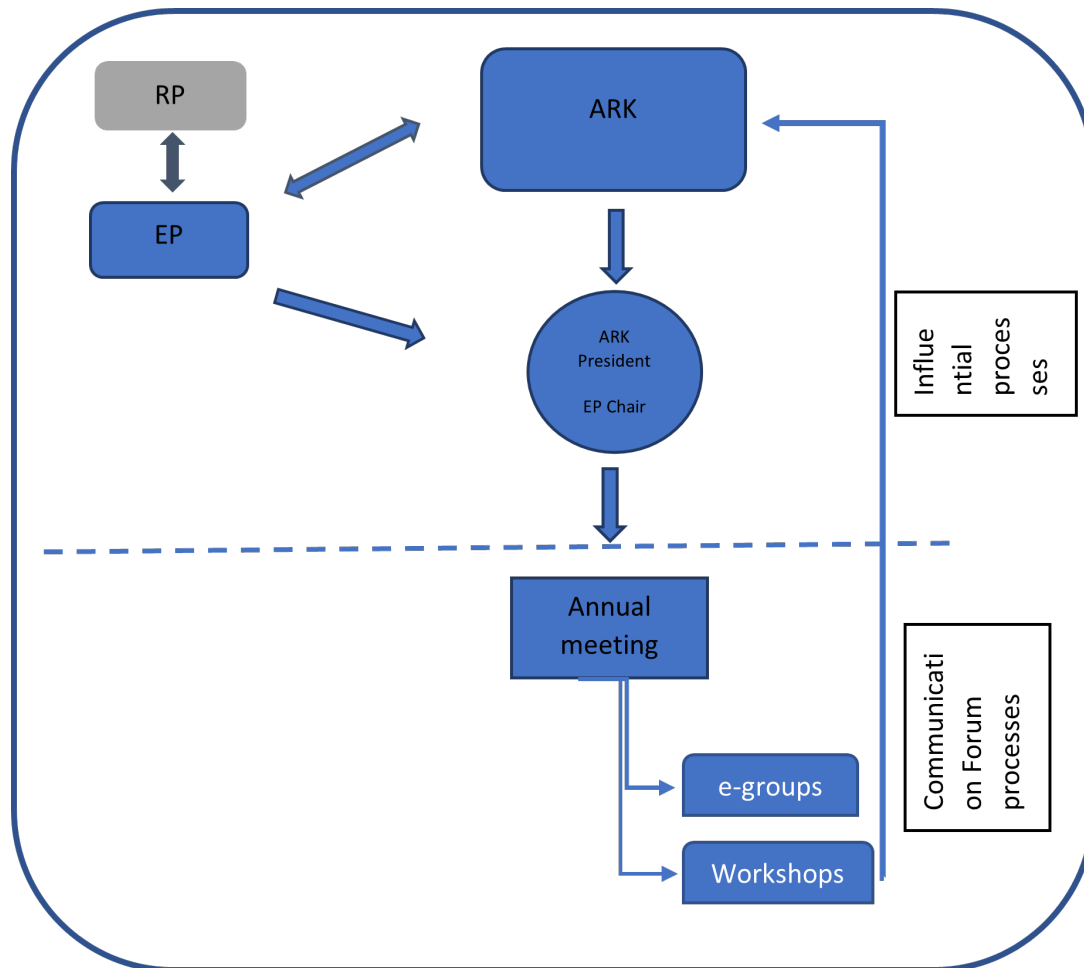 RP
ARK
EP
ARK
President
EP Chair
Influe
ntial
proces
ses
Annual
meeting
Communicati
on Forum
processes
e-groups
Workshops